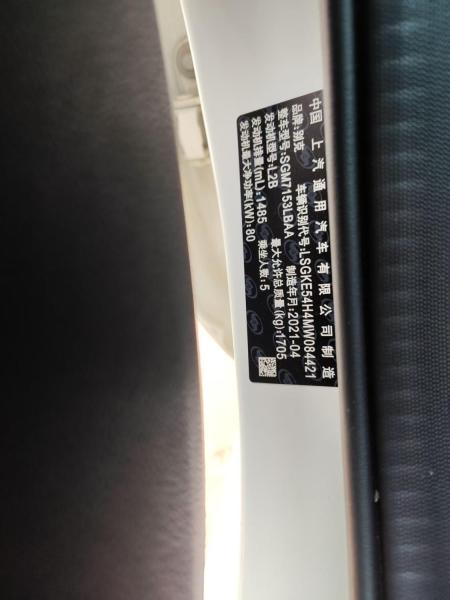 中国 上汽通用汽车有限公司制造
品牌:别克 车辆识别代号:LSGKE54H4MW084421
整车型号:SGM7153LBAA 制造年月:2021-04
发动机型号:L2B 最大允许总质量(kg):1705
发动机排量(mL):1485 乘坐人数:5
发动机最大净功率(kW):80